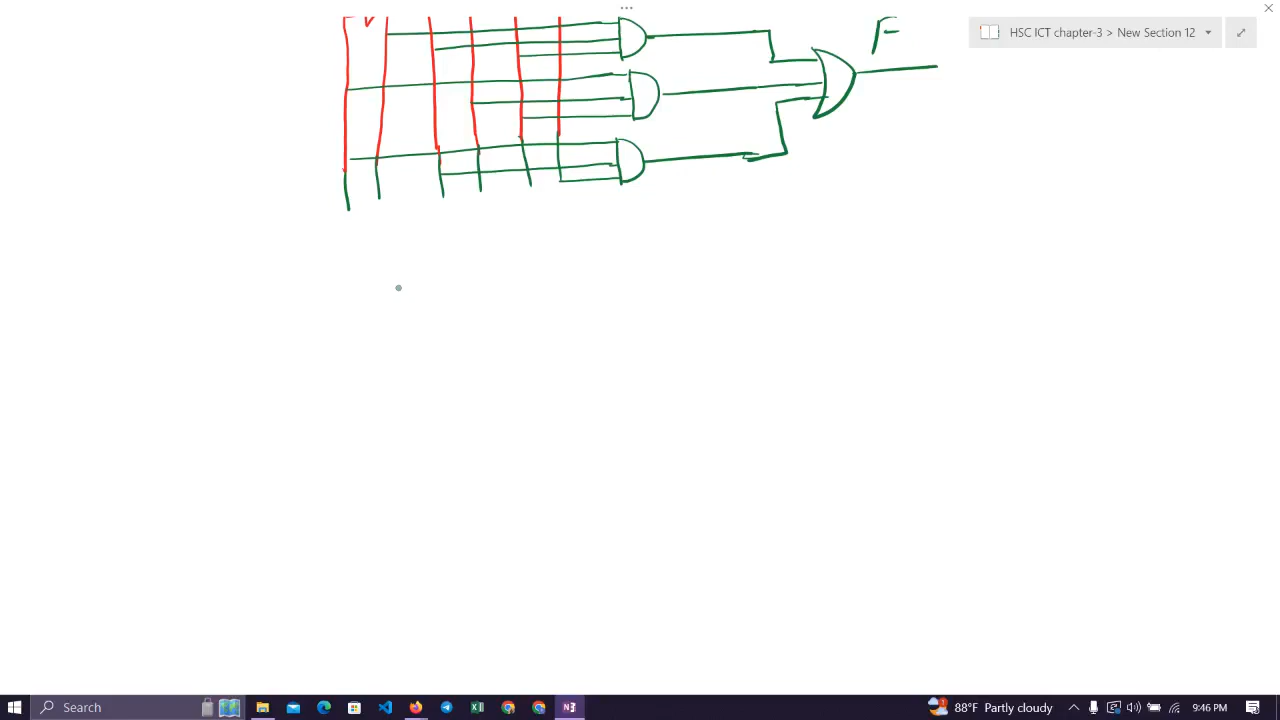 F
HSC ICT chapter-3 > New Section 12
Search
88°F Partly cloudy
9:46 PM